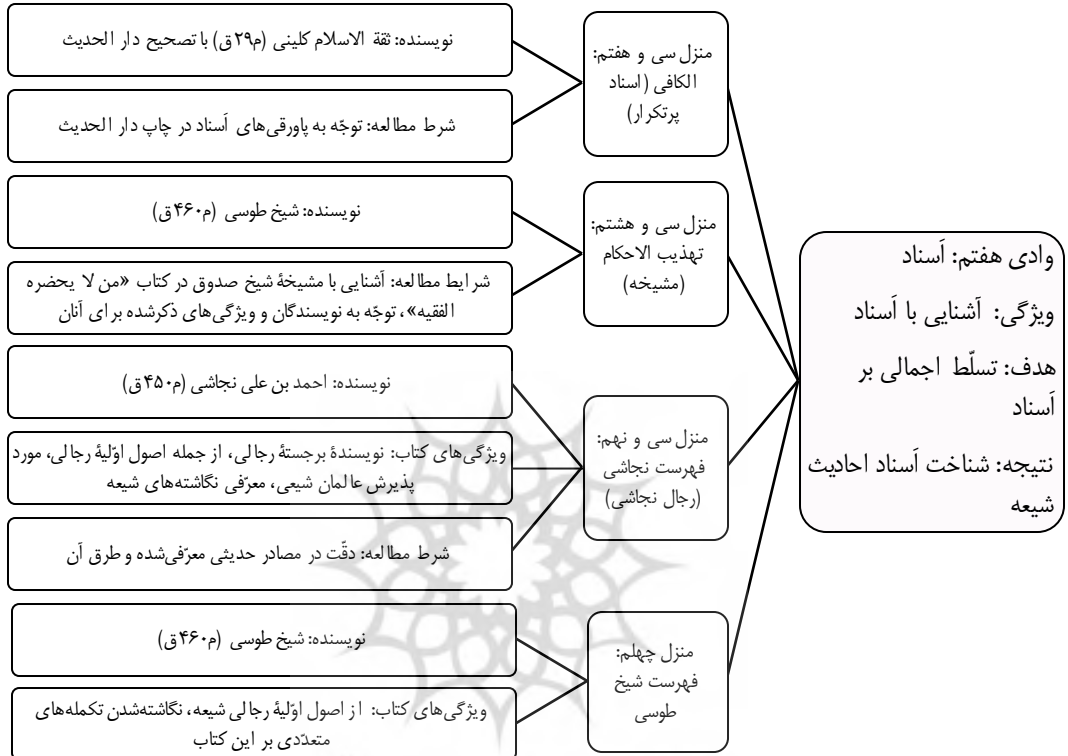 وادی هفتم: أسناد
ویژگی: آشنایی با أسناد
هدف: تسلّط اجمالی بر
أسناد
نتیجه: شناخت أسناد احادیث
شیعه
منزل سی و هفتم:
الکافی (اسناد
پرتکرار)
نویسنده: ثقة الاسلام کلینی (م۲۹ق) با تصحیح دار الحدیث
شرط مطالعه: توجّه به پاورقی‌های أسناد در چاپ دار الحدیث
منزل سی و هشتم:
تهذیب الاحکام
(مشیخه)
نویسنده: شیخ طوسی (م۴۶۰ق)
شرایط مطالعه: آشنایی با مشیخهٔ شیخ صدوق در کتاب «من لا یحضره
الفقیه»، توجّه به نویسندگان و ویژگی‌های ذکرشده برای آنان
منزل سی و نهم:
فهرست نجاشی
(رجال نجاشی)
نویسنده: احمد بن علی نجاشی (م۴۵۰ق)
ویژگی‌های کتاب: نویسندهٔ برجستهٔ رجالی، از جمله اصول اوّلیهٔ رجالی، مورد
پذیرش عالمان شیعی، معرّفی نگاشته‌های شیعه
شرط مطالعه: دقّت در مصادر حدیثی معرّفی‌شده و طرق آن
منزل چهلم:
فهرست شیخ
طوسی
نویسنده: شیخ طوسی (م۴۶۰ق)
ویژگی‌های کتاب: از اصول اوّلیهٔ رجالی شیعه، نگاشته‌شدن تکمله‌های
متعدّدی بر این کتاب